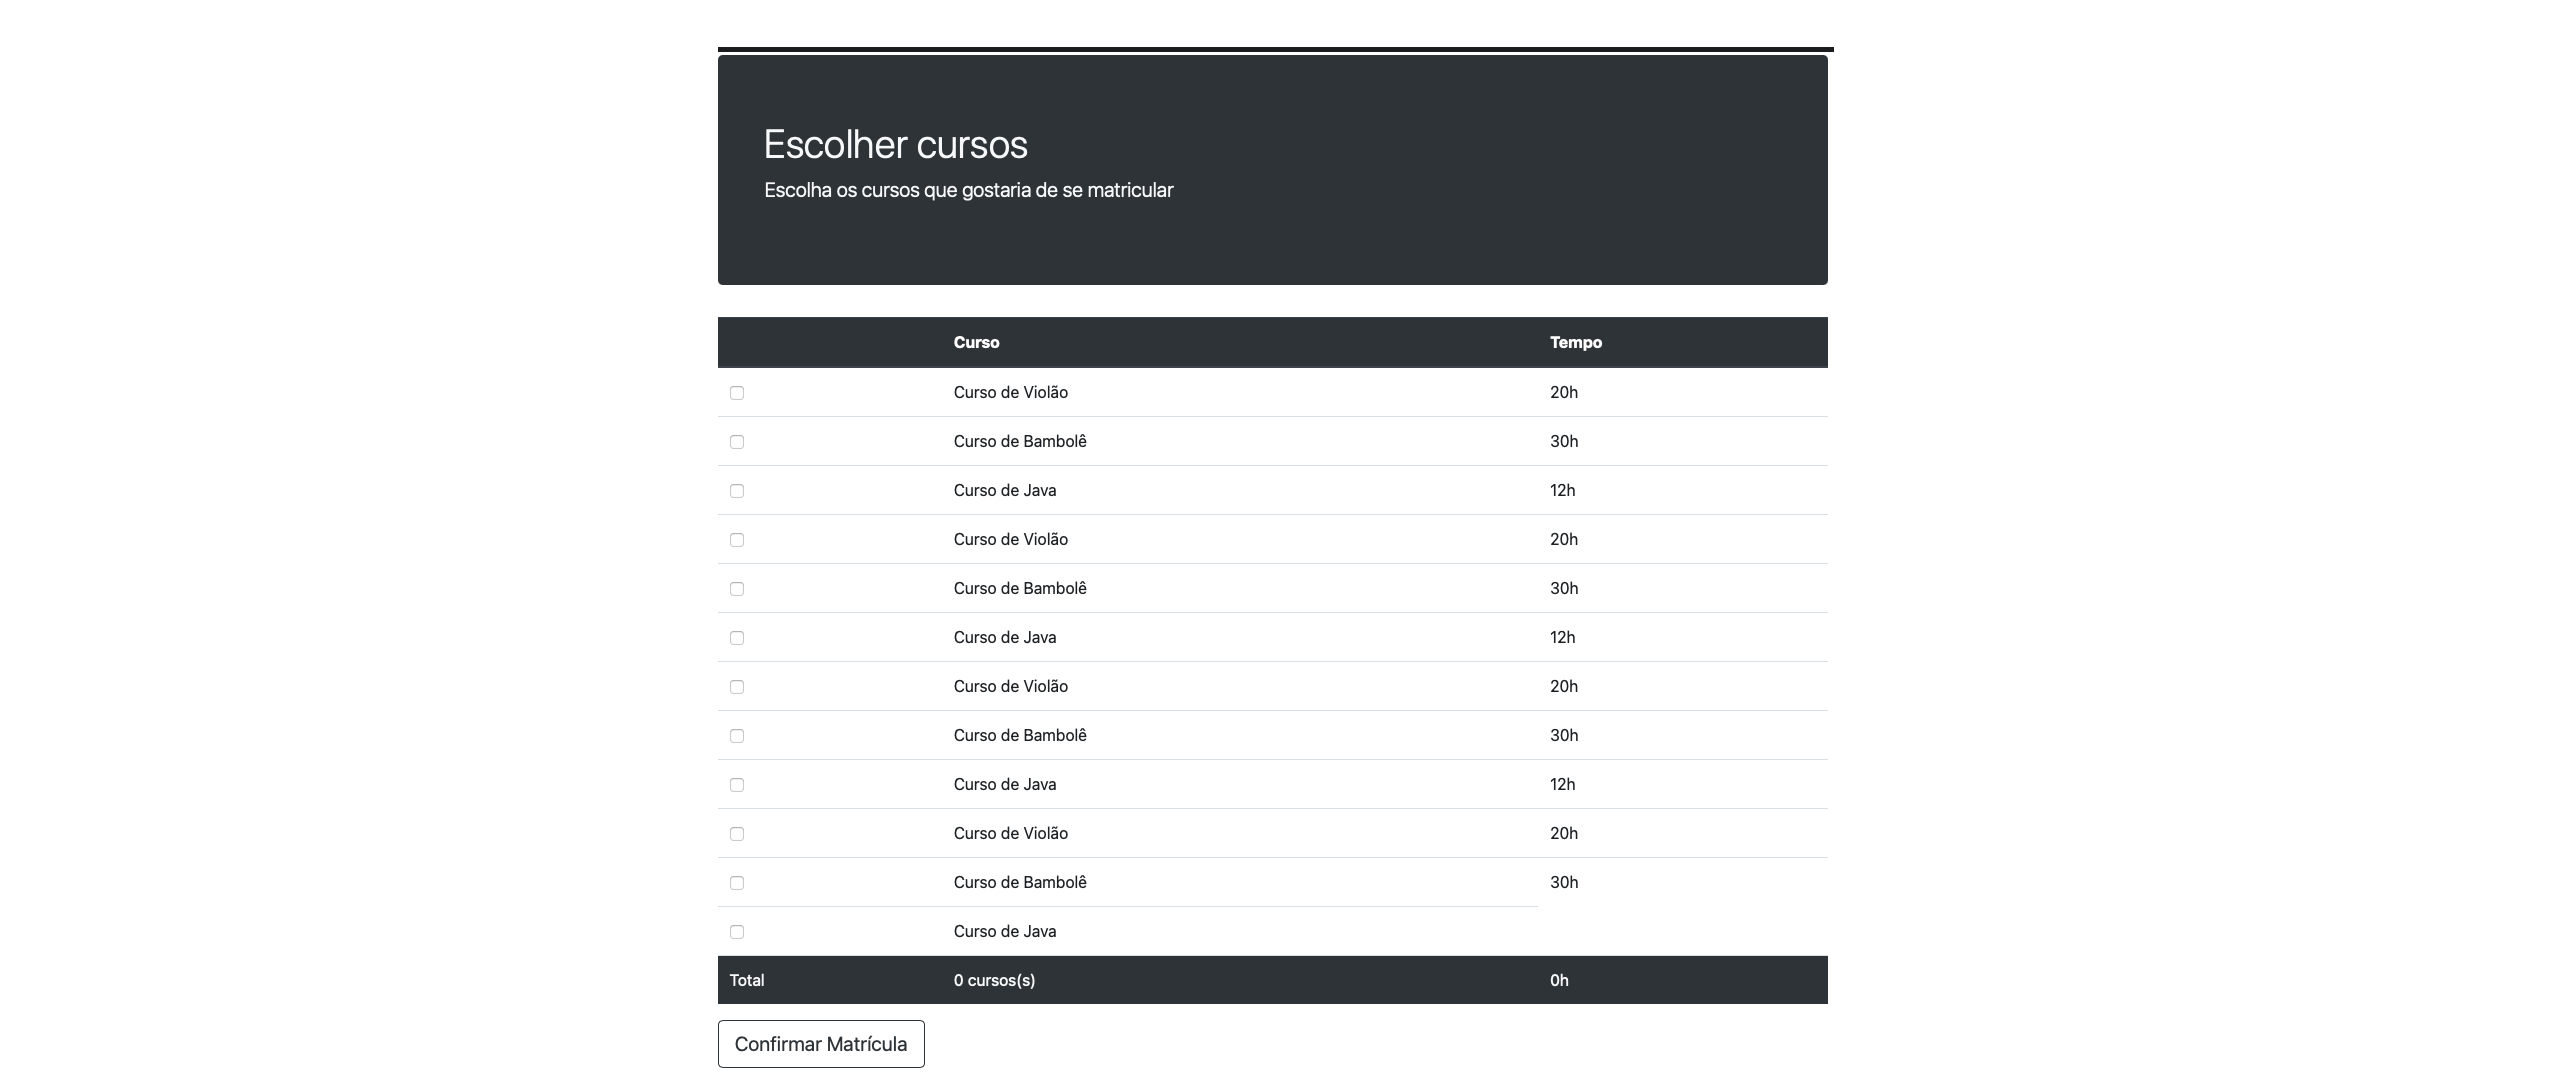 Escolher cursos
Escolha os cursos que gostaria de se matricular
Curso Tempo
Curso de Violão 20h
Curso de Bambolê 30h
Curso de Java 12h
Curso de Violão 20h
Curso de Bambolê 30h
Curso de Java 12h
Curso de Violão 20h
Curso de Bambolê 30h
Curso de Java 12h
Curso de Violão 20h
Curso de Bambolê 30h
Curso de Java
Total 0 cursos(s) 0h
Confirmar Matrícula